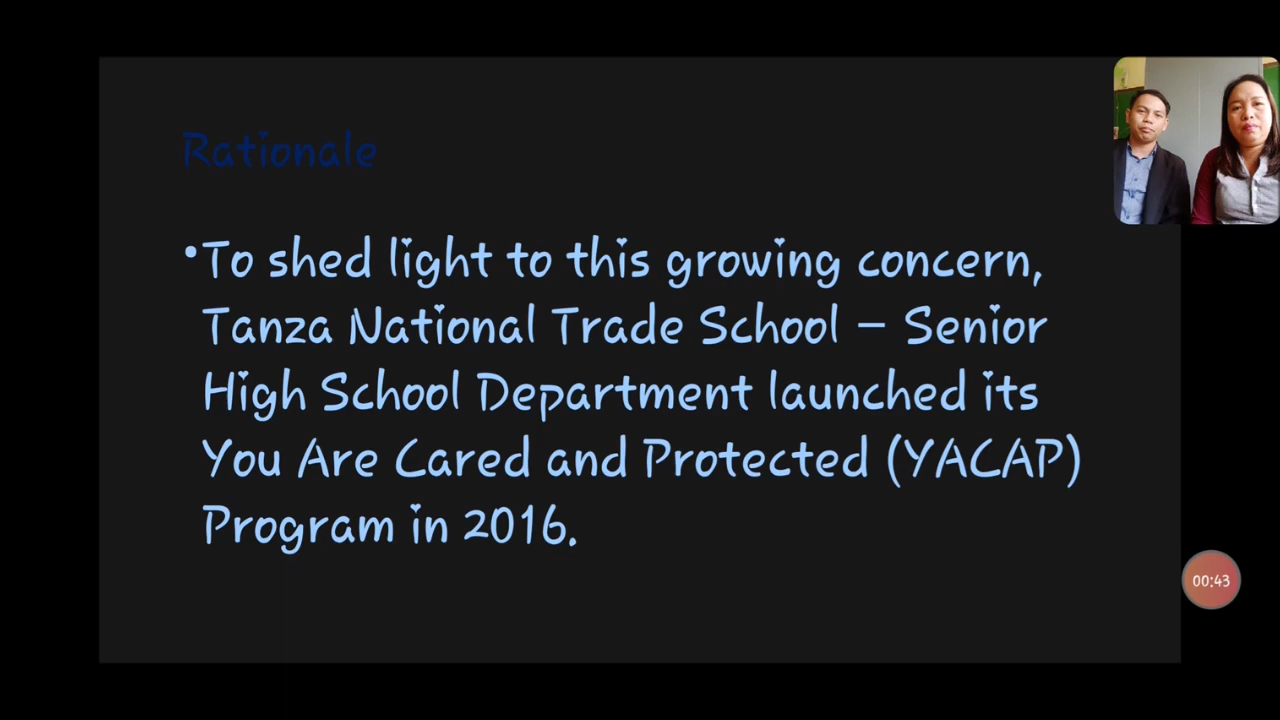 Rationale
•To shed light to this growing concern,
Tanza National Trade School – Senior
High School Department launched its
You Are Cared and Protected (YACAP)
Program in 2016.
00:43